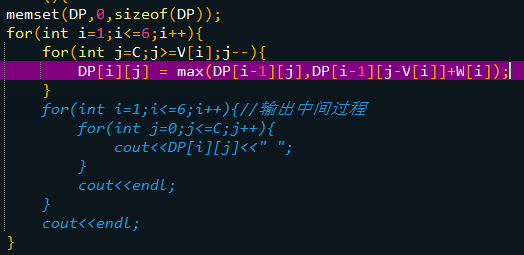 memset(DP,0,sizeof(DP));
for(int i=1;i<=6;i++){
for(int j=C;j>=V[i];j--){
DP[i][j] = max(DP[i-1][j],DP[i-1][j-V[i]]+W[i]);
}
for(int i=1;i<=6;i++){//输出中间过程
for(int j=0;j<=C;j++){
cout<<DP[i][j]<<" ";
}
cout<<endl;
}
cout<<endl;
}